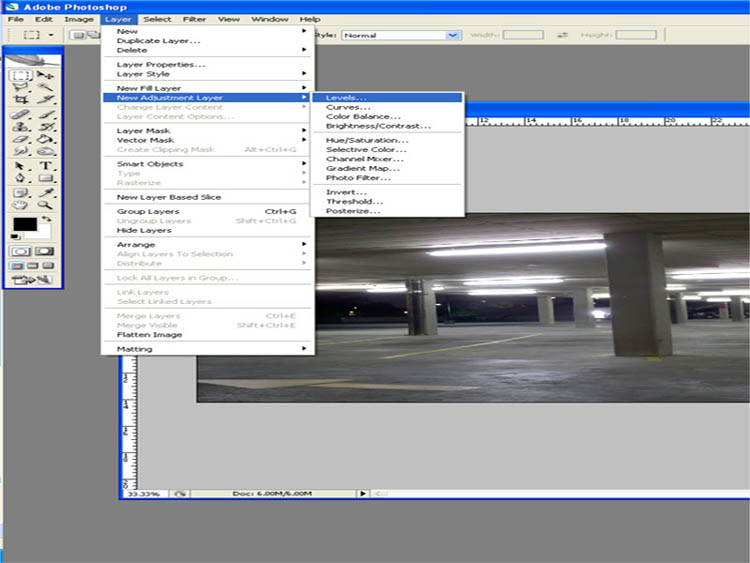 Adobe Photoshop
File Edit Image Layer Select Filter View Window Help
Style: Normal Width: Height:
New
Duplicate Layer...
Delete
Layer Properties...
Layer Style
New Fill Layer
New Adjustment Layer
Change Layer Content
Layer Content Options...
Layer Mask
Vector Mask
Create Clipping Mask Alt+Ctrl+G
Smart Objects
Type
Rasterize
New Layer Based Slice
Group Layers Ctrl+G
Ungroup Layers Shift+Ctrl+G
Hide Layers
Arrange
Align Layers To Selection
Distribute
Lock All Layers in Group...
Link Layers
Select Linked Layers
Merge Layers Ctrl+E
Merge Visible Shift+Ctrl+E
Flatten Image
Matting
Levels...
Curves...
Color Balance...
Brightness/Contrast...
Hue/Saturation...
Selective Color...
Channel Mixer...
Gradient Map...
Photo Filter...
Invert...
Threshold...
Posterize...
12 14 16 18 20 22
33.33% Doc: 6.00M/6.00M